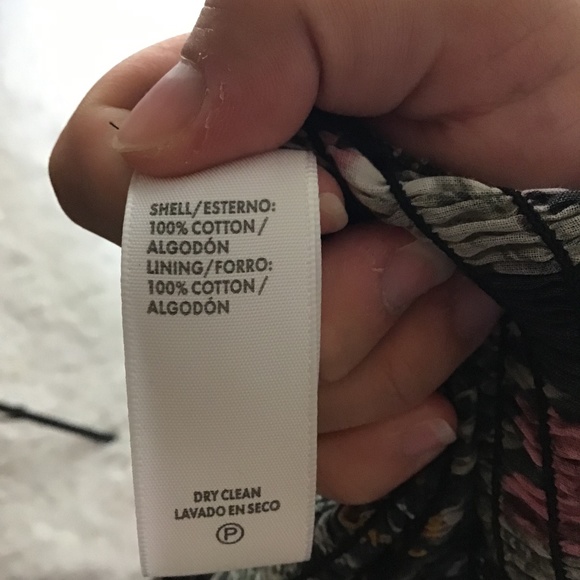 SHELL/ESTERNO:
100% COTTON/
ALGODÓN
LINING/FORRO:
100% COTTON/
ALGODÓN
DRY CLEAN
LAVADO EN SECO
P